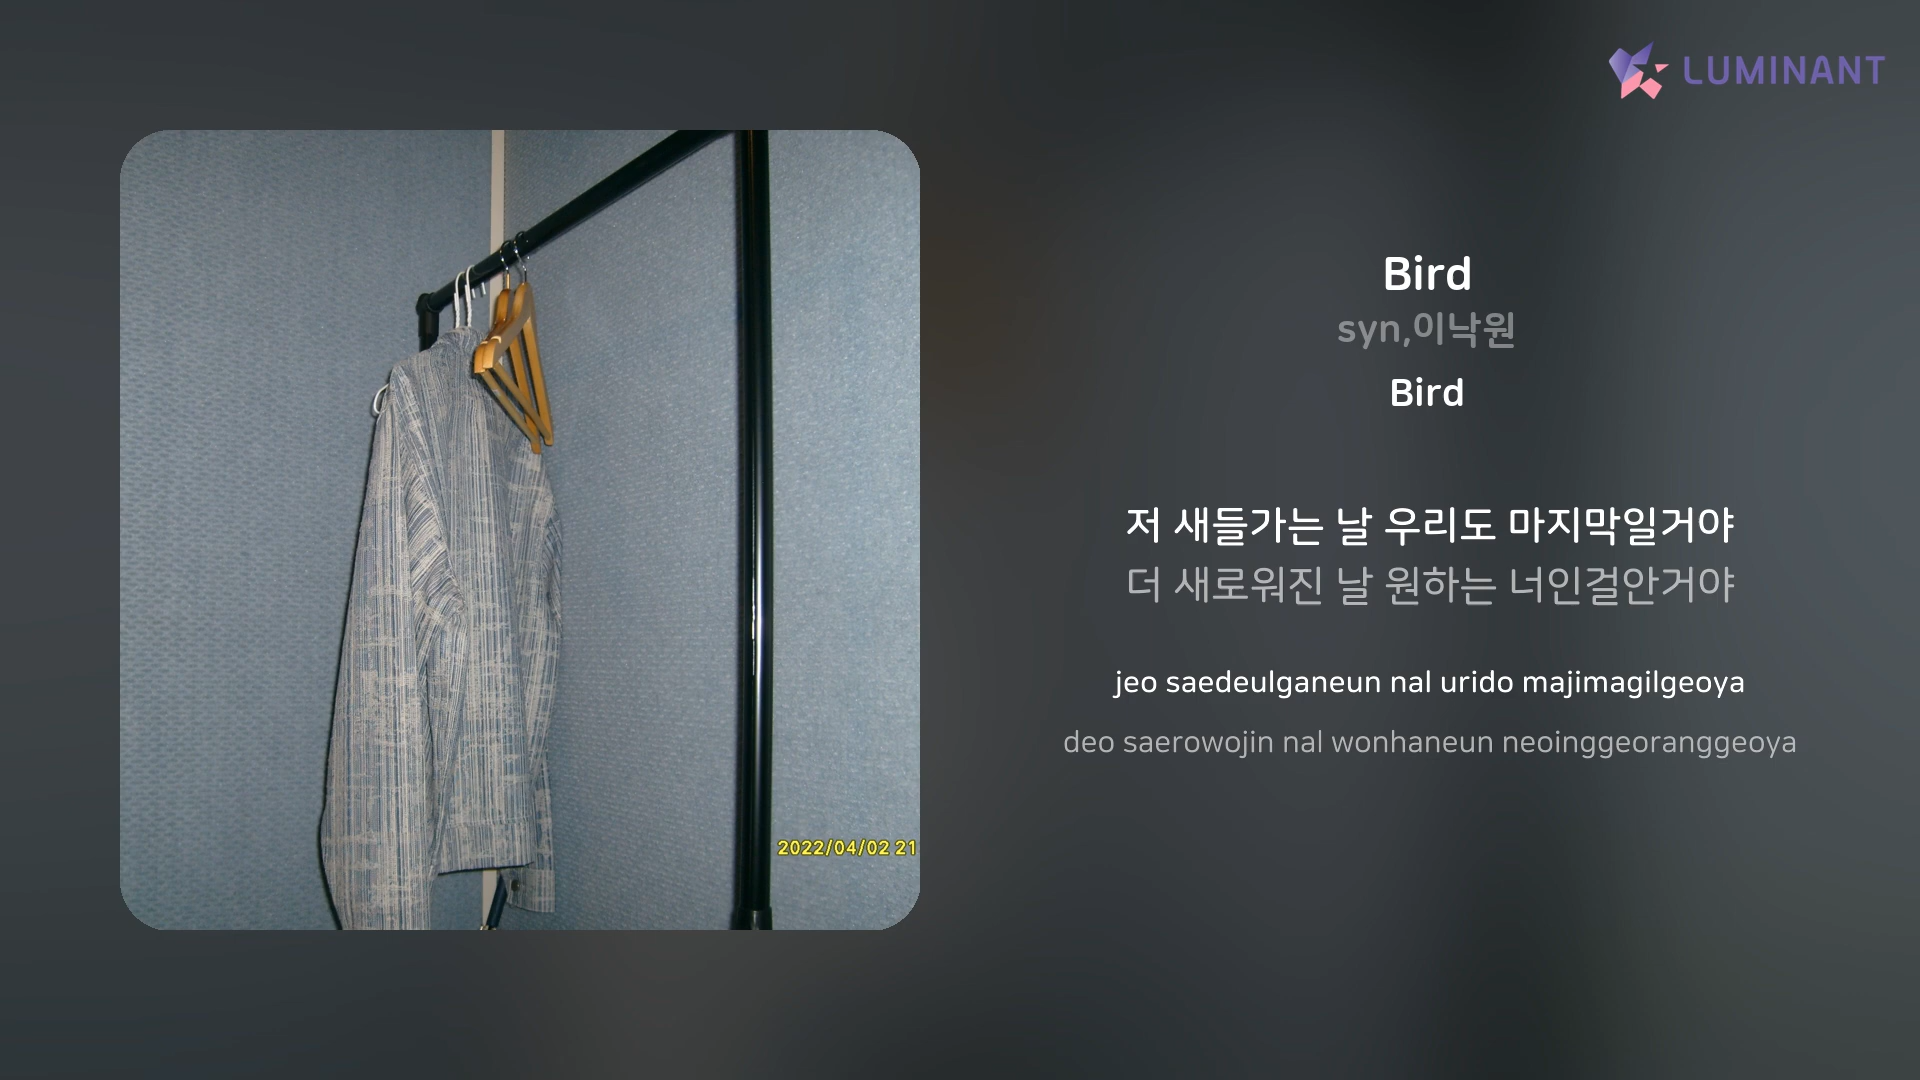 LUMINANT
Bird
syn,이낙원
Bird
저 새들가는 날 우리도 마지막일거야
더 새로워진 날 원하는 너인걸안거야
jeo saedeulganeun nal urido majimagilgeoya
deo saerowojin nal wonhaneun neoinggeoranggeoya
2022/04/02 21